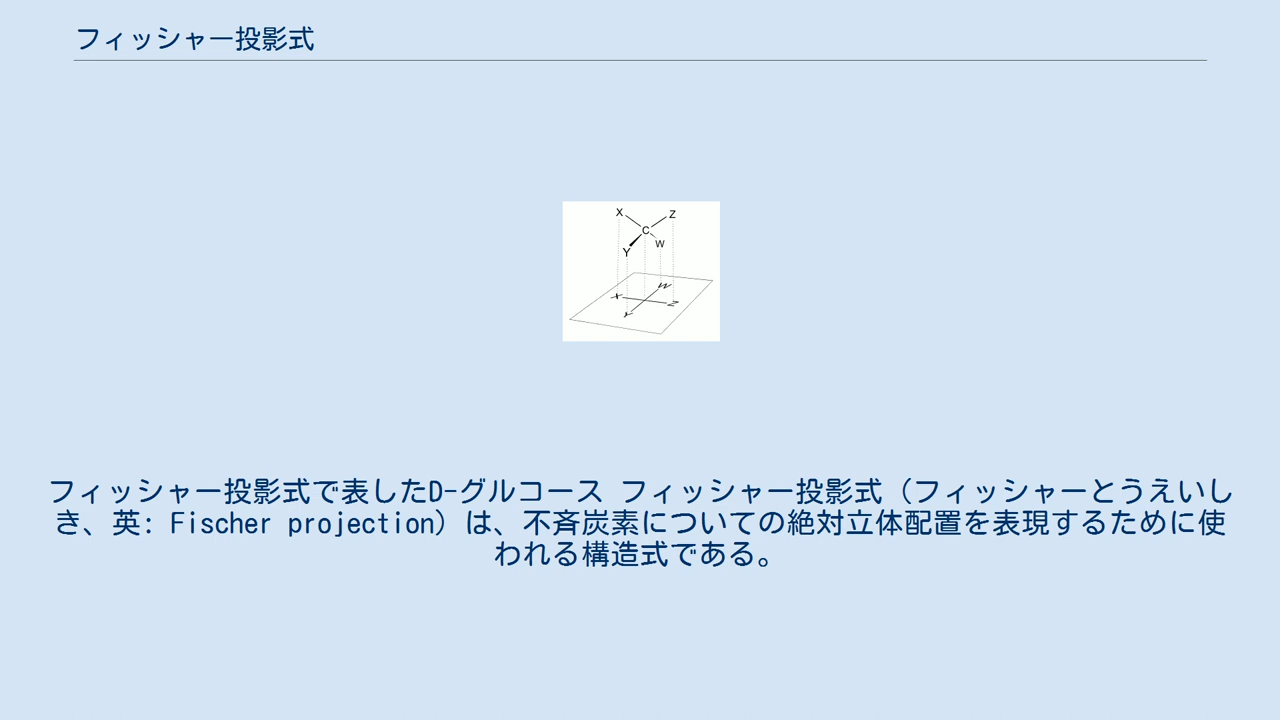 フィッシャー投影式
X Z
C
W
Y
W
X Z
Y
フィッシャー投影式で表したD-グルコース フィッシャー投影式（フィッシャーとうえいし
き、英: Fischer projection）は、不斉炭素についての絶対立体配置を表現するために使
われる構造式である。